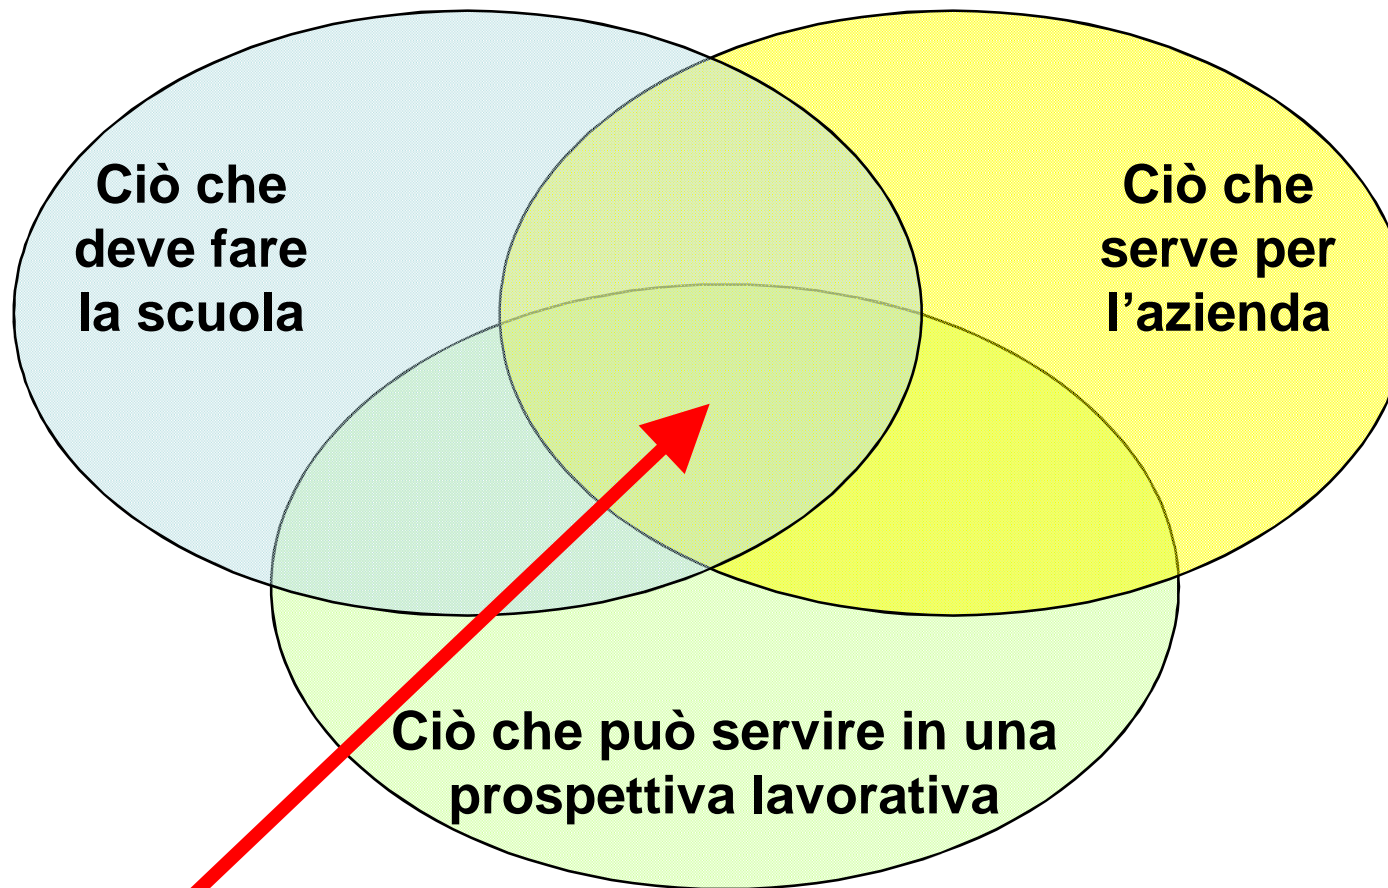 Ciò che
deve fare
la scuola
Ciò che
serve per
l’azienda
Ciò che può servire in una
prospettiva lavorativa